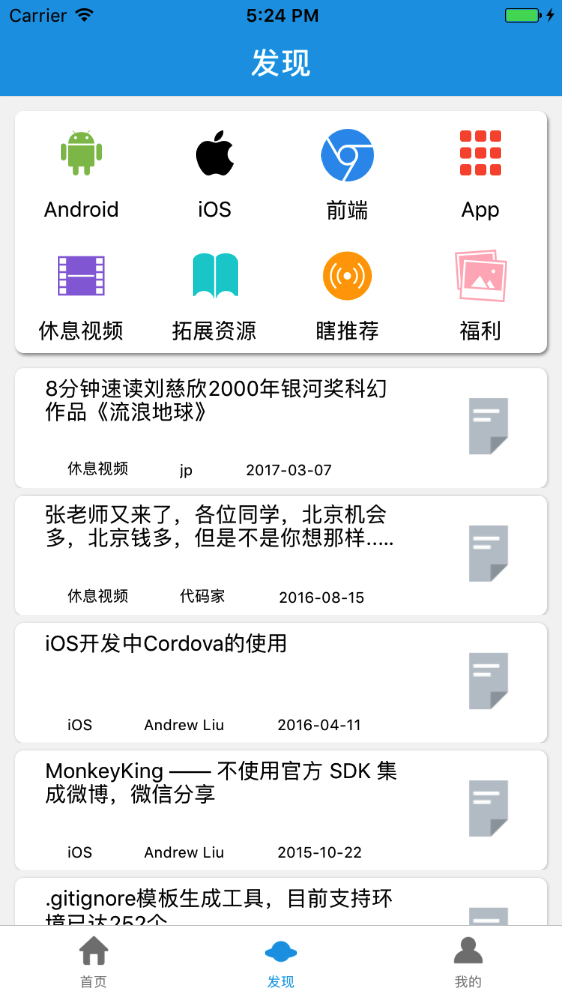 Carrier 5:24 PM
发现
Android iOS 前端 App
休息视频 拓展资源 瞎推荐 福利
8分钟速读刘慈欣2000年银河奖科幻
作品《流浪地球》
休息视频 jp 2017-03-07
张老师又来了，各位同学，北京机会
多，北京钱多，但是不是你想那样.....
休息视频 代码家 2016-08-15
iOS开发中Cordova的使用
iOS Andrew Liu 2016-04-11
MonkeyKing —— 不使用官方 SDK 集
成微博，微信分享
iOS Andrew Liu 2015-10-22
.gitignore模板生成工具，目前支持环
境已达252个
首页 发现 我的